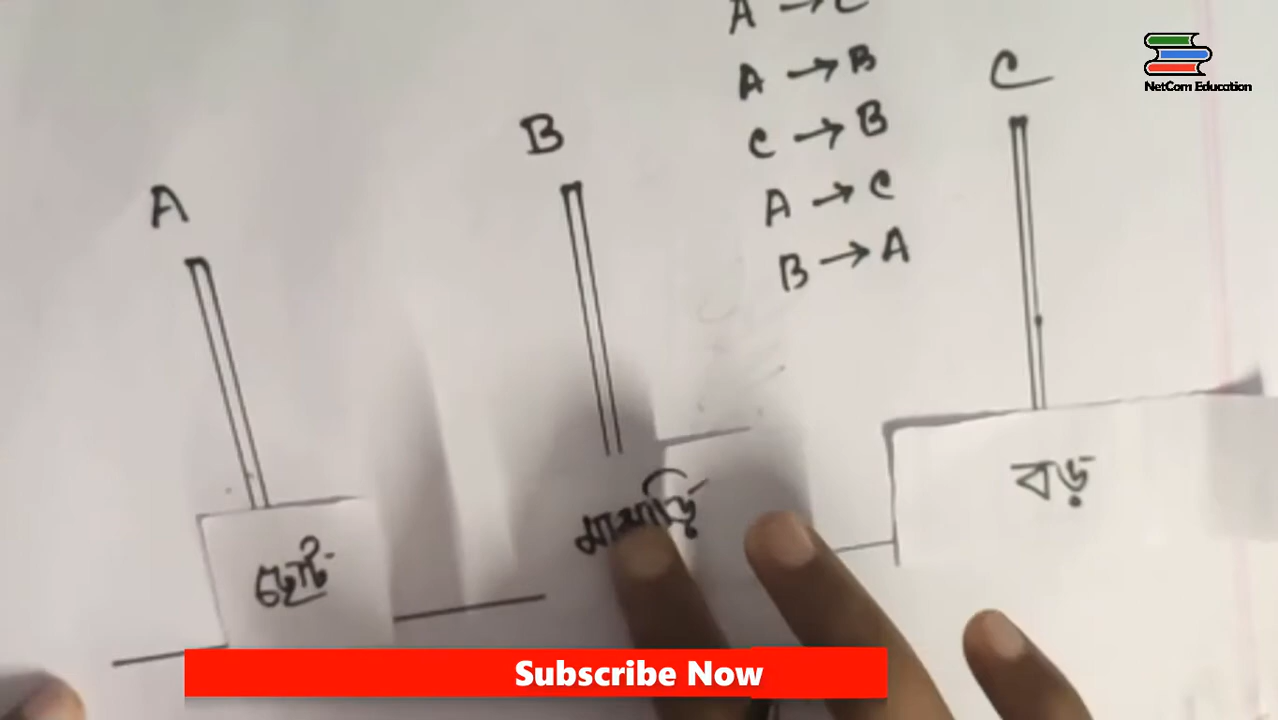 A → C
A → B
C → B
A → C
B → A
A
B
C
ছোট
মাঝাড়ি
বড়
NetCom Education
Subscribe Now